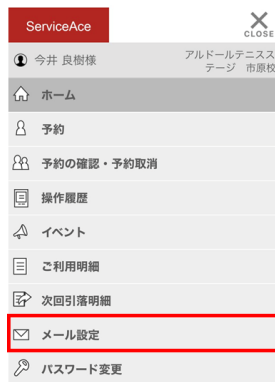 ServiceAce
CLOSE
今井 良樹様
アルドールテニスス
テージ 市原校
ホーム
予約
予約の確認・予約取消
操作履歴
イベント
ご利用明細
次回引落明細
メール設定
パスワード変更